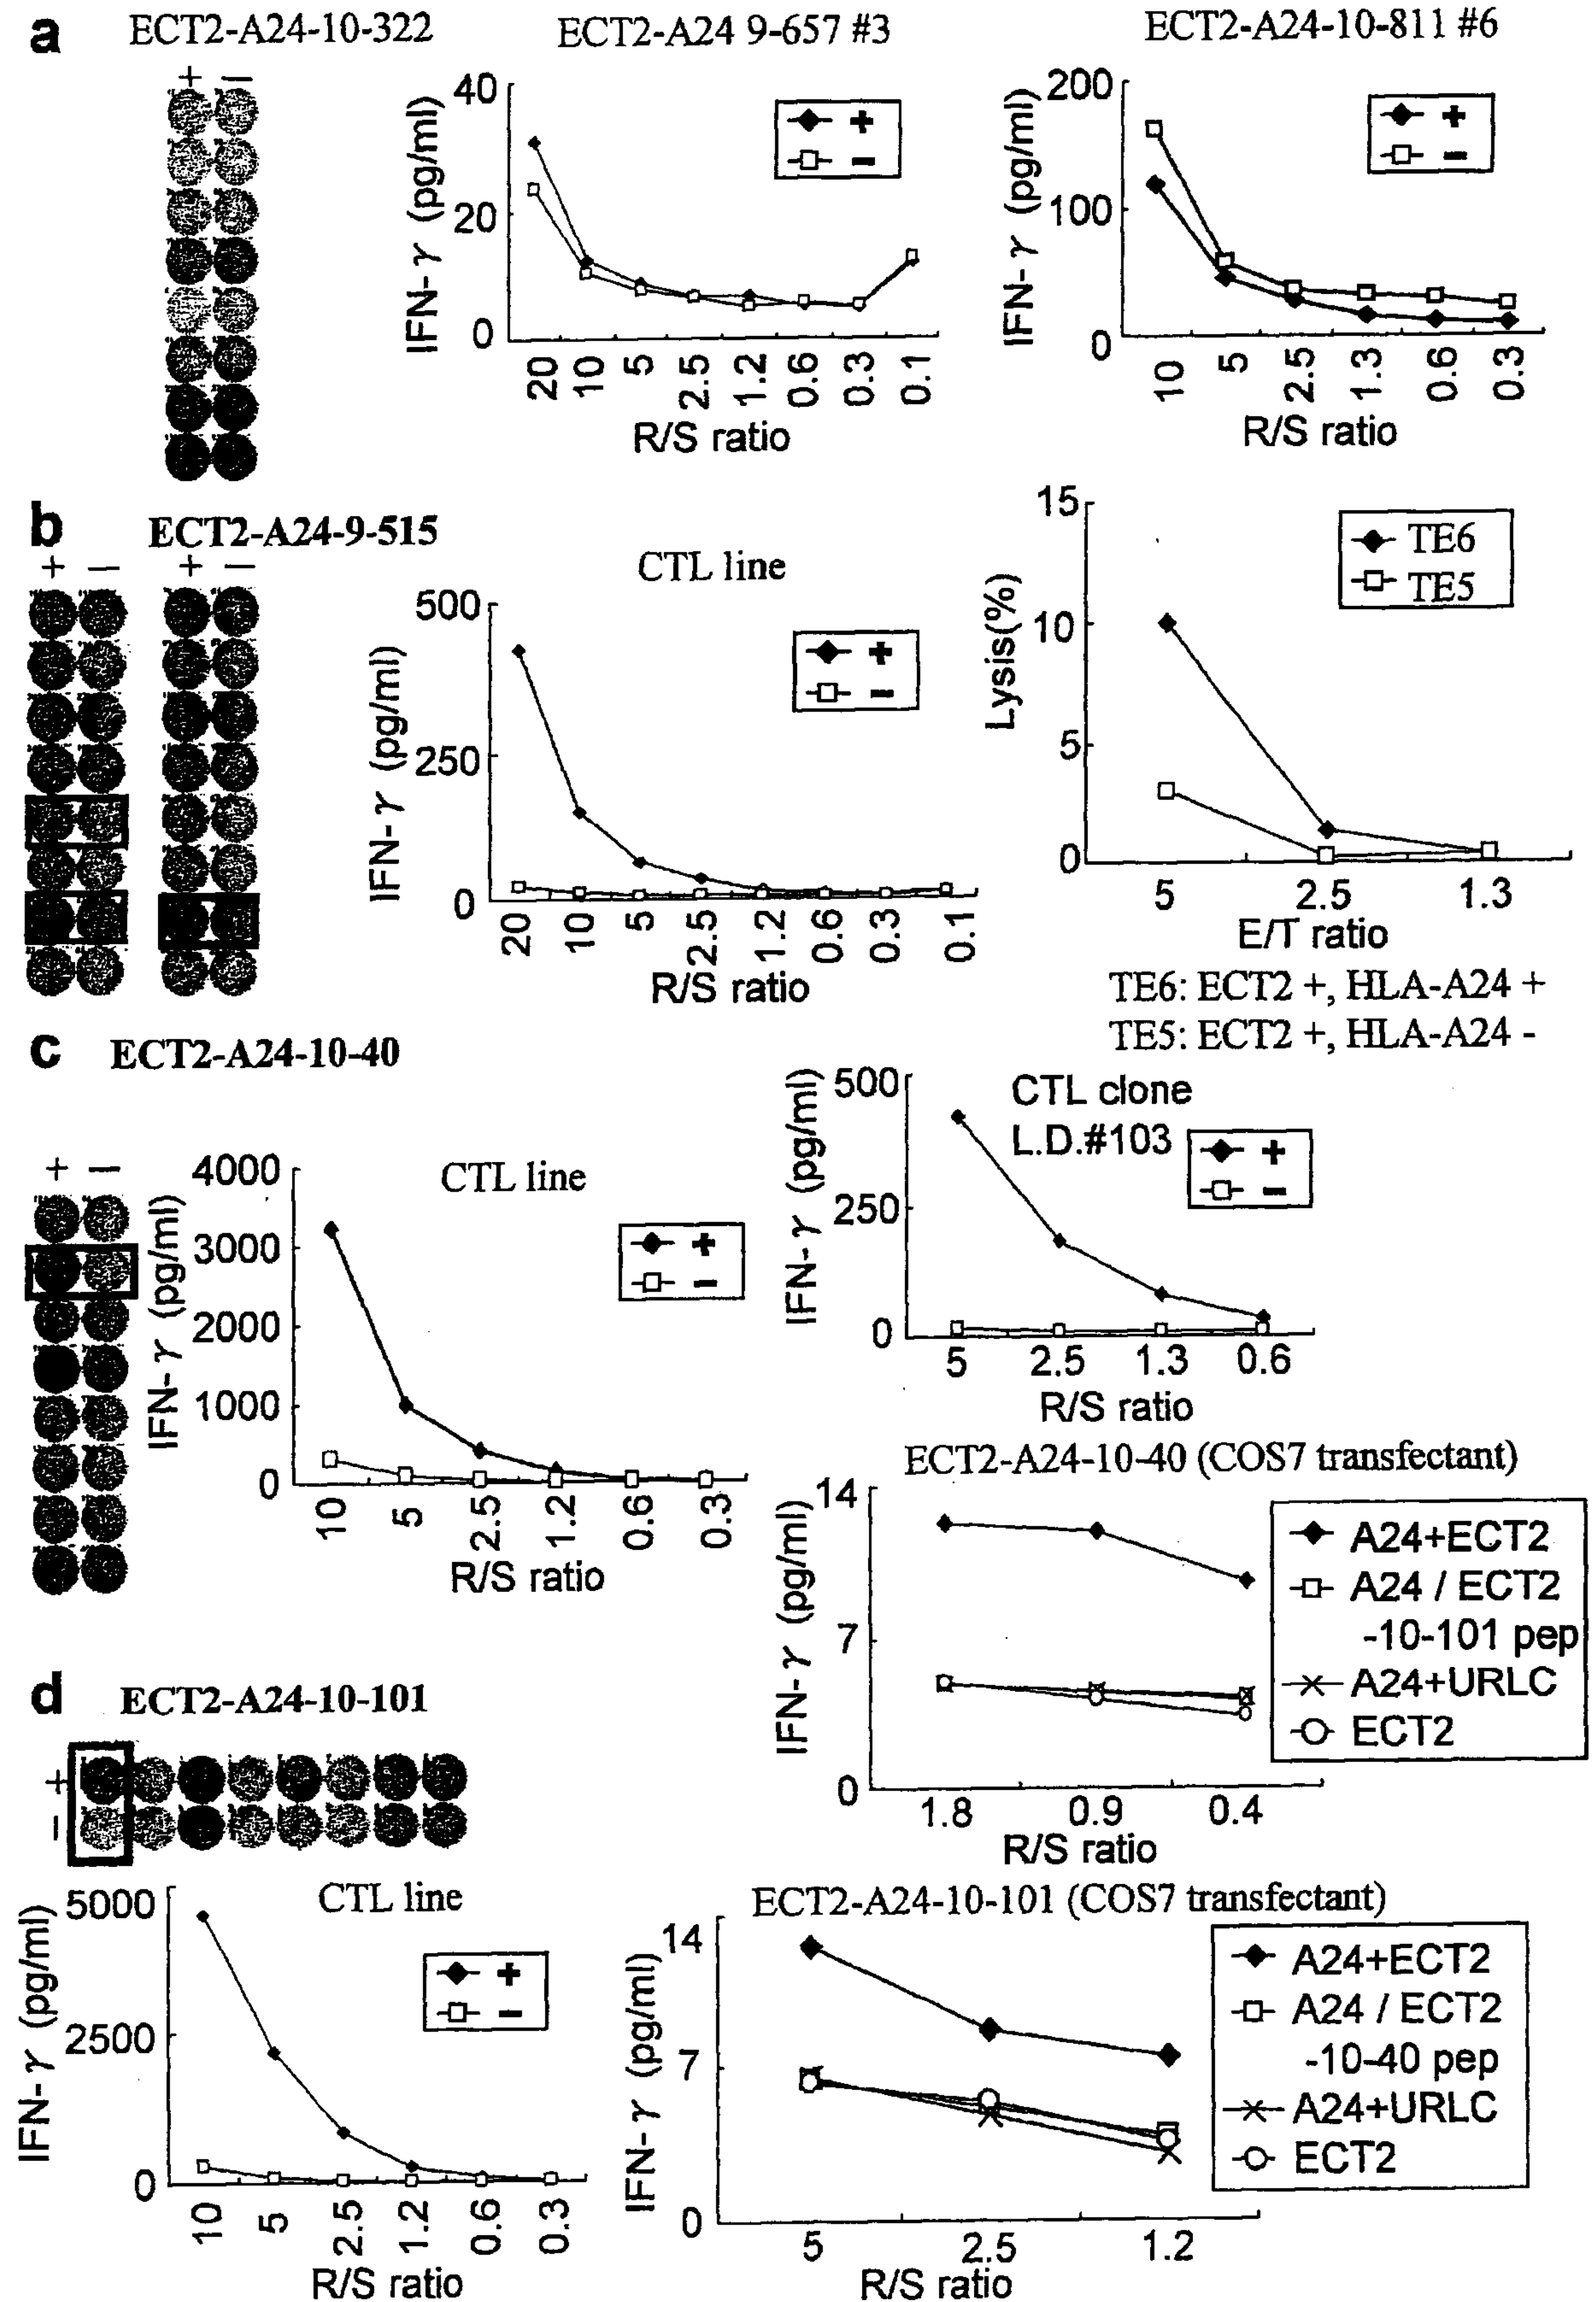 a
ECT2-A24-10-322
+ −
ECT2-A24 9-657 #3
IFN-γ (pg/ml)
40
20
0
+
−
20 10 5 2.5 1.2 0.6 0.3 0.1
R/S ratio
ECT2-A24-10-811 #6
IFN-γ (pg/ml)
200
100
0
+
−
10 5 2.5 1.3 0.6 0.3
R/S ratio
b
ECT2-A24-9-515
+ − + −
CTL line
IFN-γ (pg/ml)
500
250
0
+
−
20 10 5 2.5 1.2 0.6 0.3 0.1
R/S ratio
Lysis(%)
15
10
5
0
TE6
TE5
5 2.5 1.3
E/T ratio
TE6: ECT2 +, HLA-A24 +
TE5: ECT2 +, HLA-A24 -
c
ECT2-A24-10-40
+ −
CTL line
IFN-γ (pg/ml)
4000
3000
2000
1000
0
+
−
10 5 2.5 1.2 0.6 0.3
R/S ratio
CTL clone
L.D.#103
IFN-γ (pg/ml)
500
250
0
+
−
5 2.5 1.3 0.6
R/S ratio
ECT2-A24-10-40 (COS7 transfectant)
IFN-γ (pg/ml)
14
7
0
A24+ECT2
A24 / ECT2
-10-101 pep
A24+URLC
ECT2
1.8 0.9 0.4
R/S ratio
d
ECT2-A24-10-101
+
−
CTL line
IFN-γ (pg/ml)
5000
2500
0
+
−
10 5 2.5 1.2 0.6 0.3
R/S ratio
ECT2-A24-10-101 (COS7 transfectant)
IFN-γ (pg/ml)
14
7
0
A24+ECT2
A24 / ECT2
-10-40 pep
A24+URLC
ECT2
5 2.5 1.2
R/S ratio